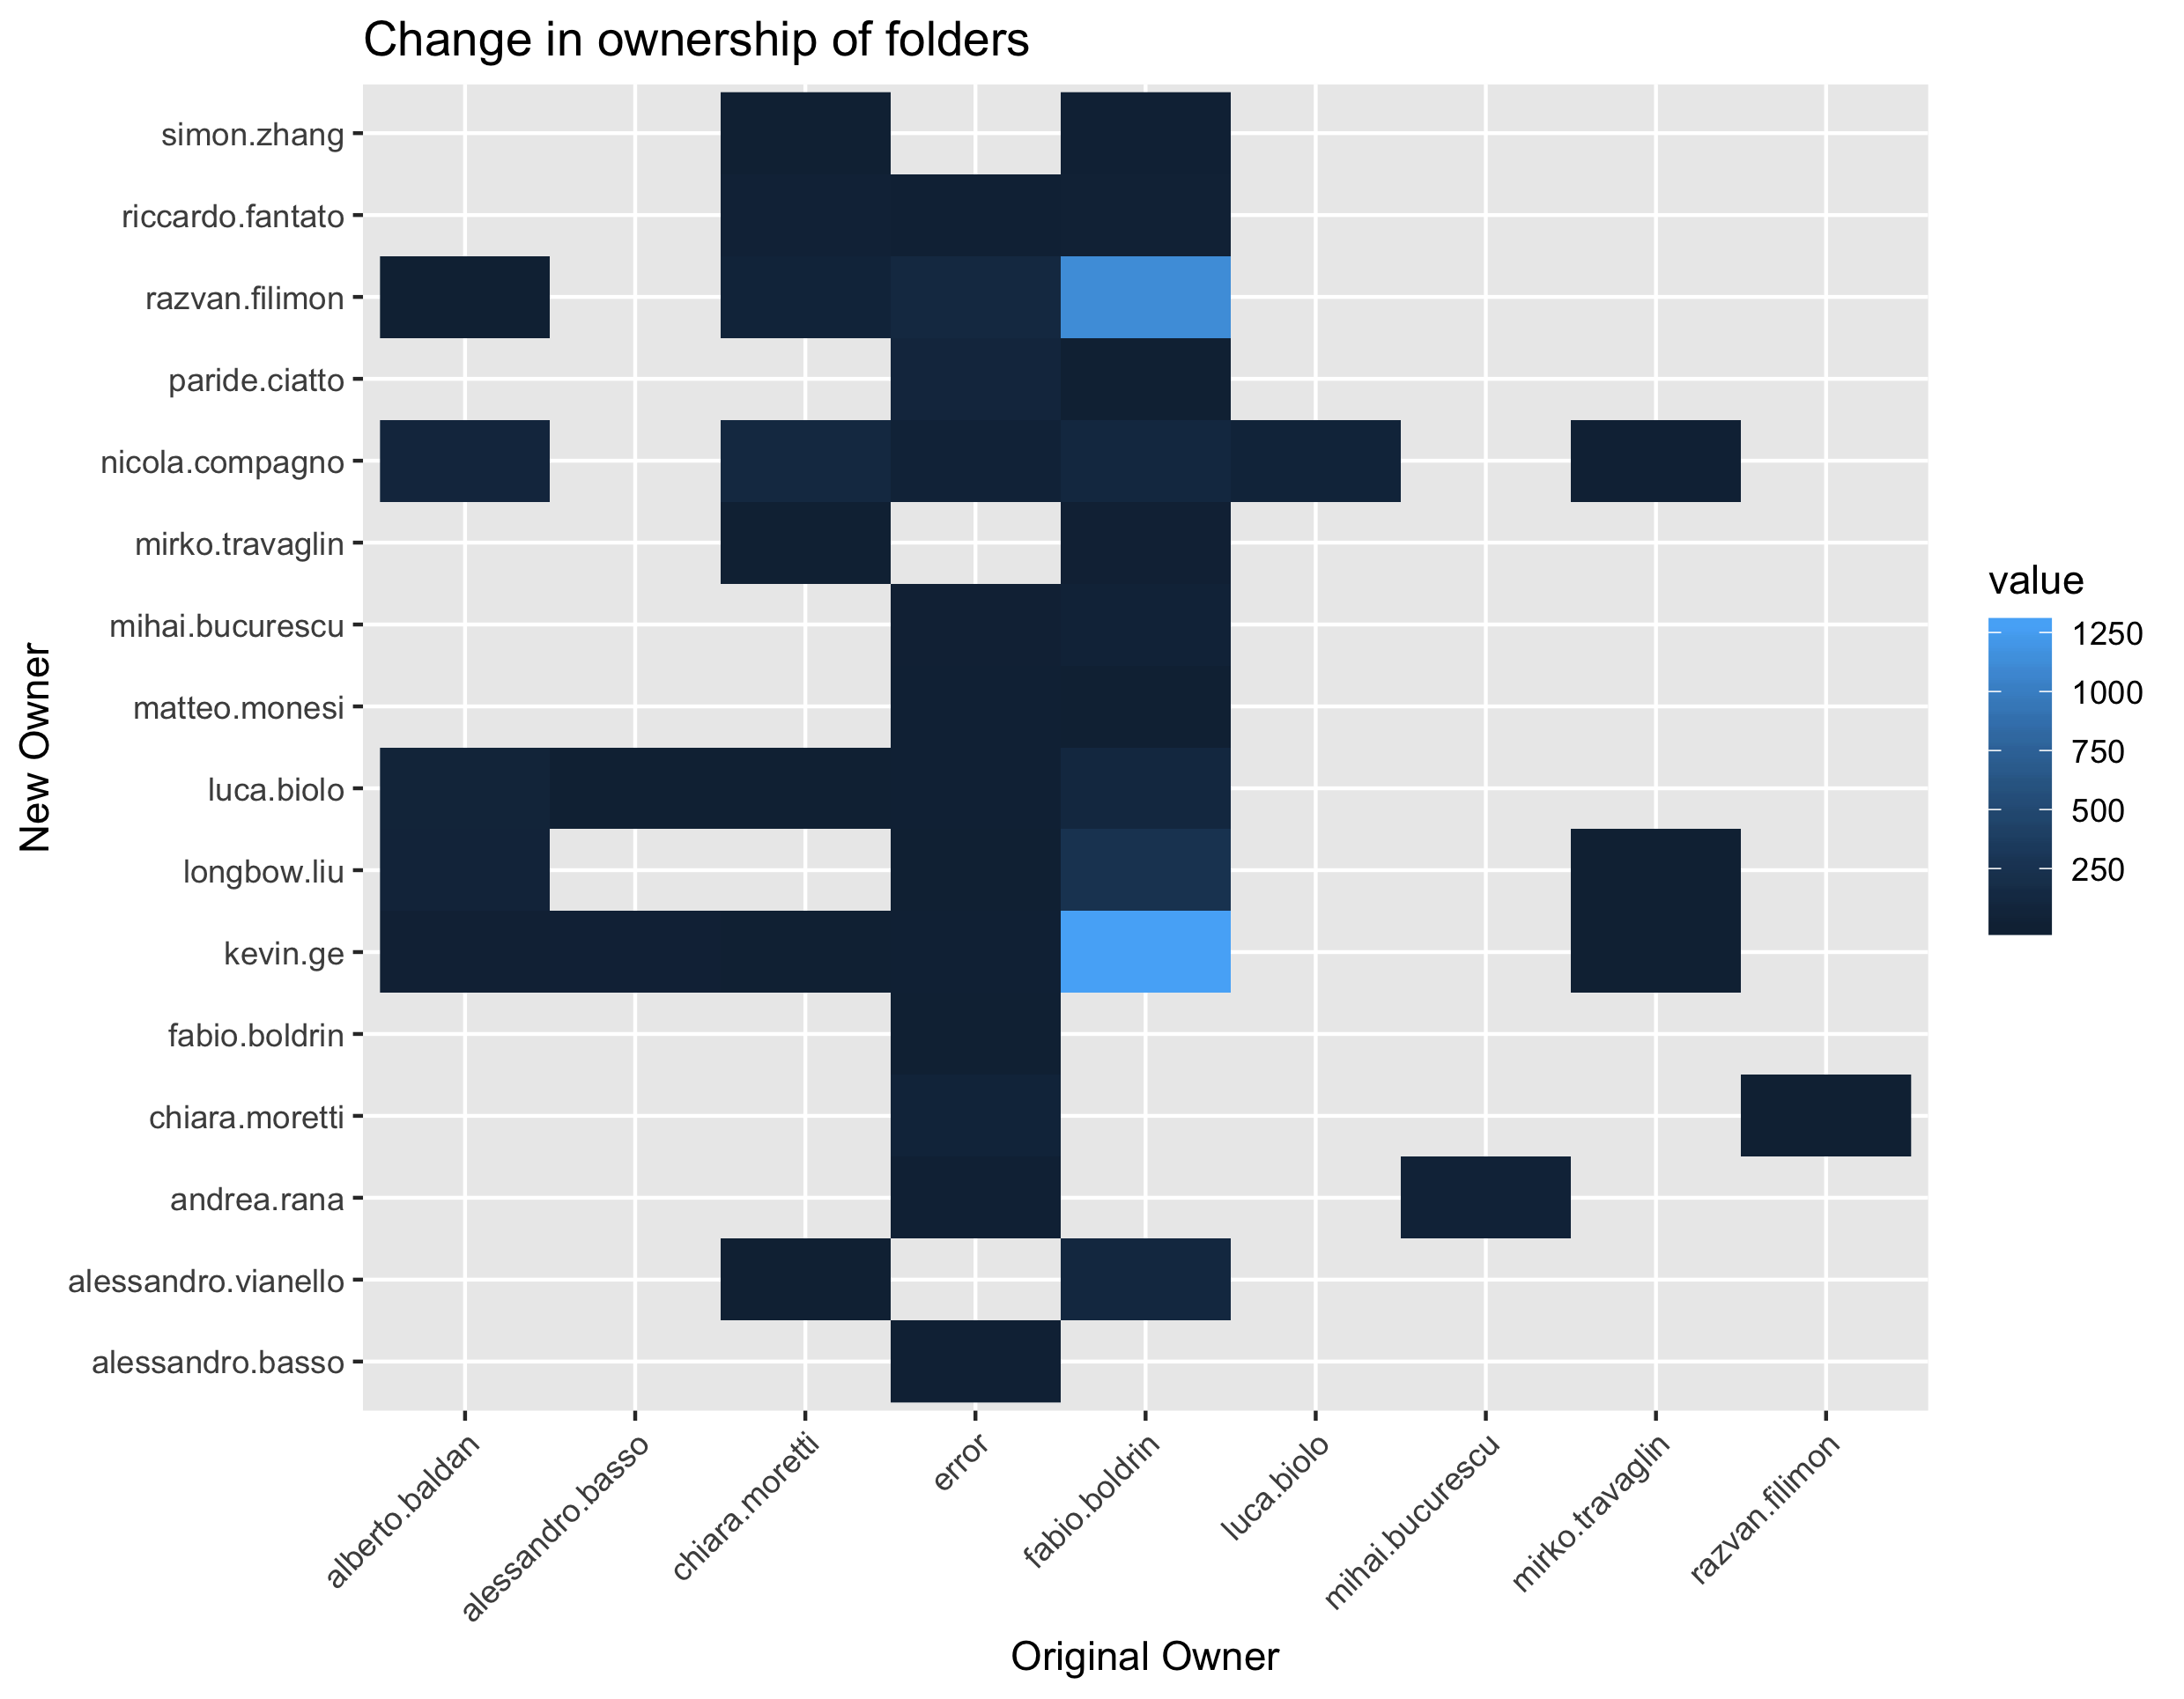 Change in ownership of folders
New Owner
simon.zhang
riccardo.fantato
razvan.filimon
paride.ciatto
nicola.compagno
mirko.travaglin
mihai.bucurescu
matteo.monesi
luca.biolo
longbow.liu
kevin.ge
fabio.boldrin
chiara.moretti
andrea.rana
alessandro.vianello
alessandro.basso
value
1250
1000
750
500
250
alberto.baldan
alessandro.basso
chiara.moretti
error
fabio.boldrin
luca.biolo
mihai.bucurescu
mirko.travaglin
razvan.filimon
Original Owner